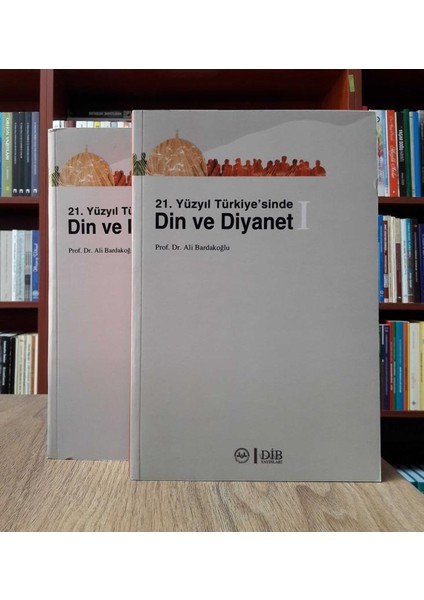 21. Yüzyıl Türkiye'sinde
Din ve Diyanet I
Prof. Dr. Ali Bardakoğlu
DİB
YAYINLARI
21. Yüzyıl Tü
Din ve
Prof. Dr. Ali Bardakoğ